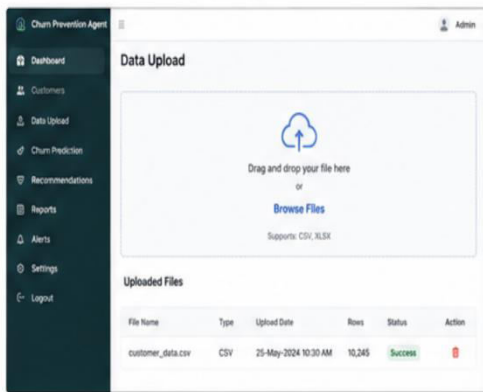 Churn Prevention Agent
Admin
Dashboard
Customers
Data Upload
Churn Prediction
Recommendations
Reports
Alerts
Settings
Logout
Data Upload
Drag and drop your file here
or
Browse Files
Supports: CSV, XLSX
Uploaded Files
File Name Type Upload Date Rows Status Action
customer_data.csv CSV 25-May-2024 10:30 AM 10,245 Success